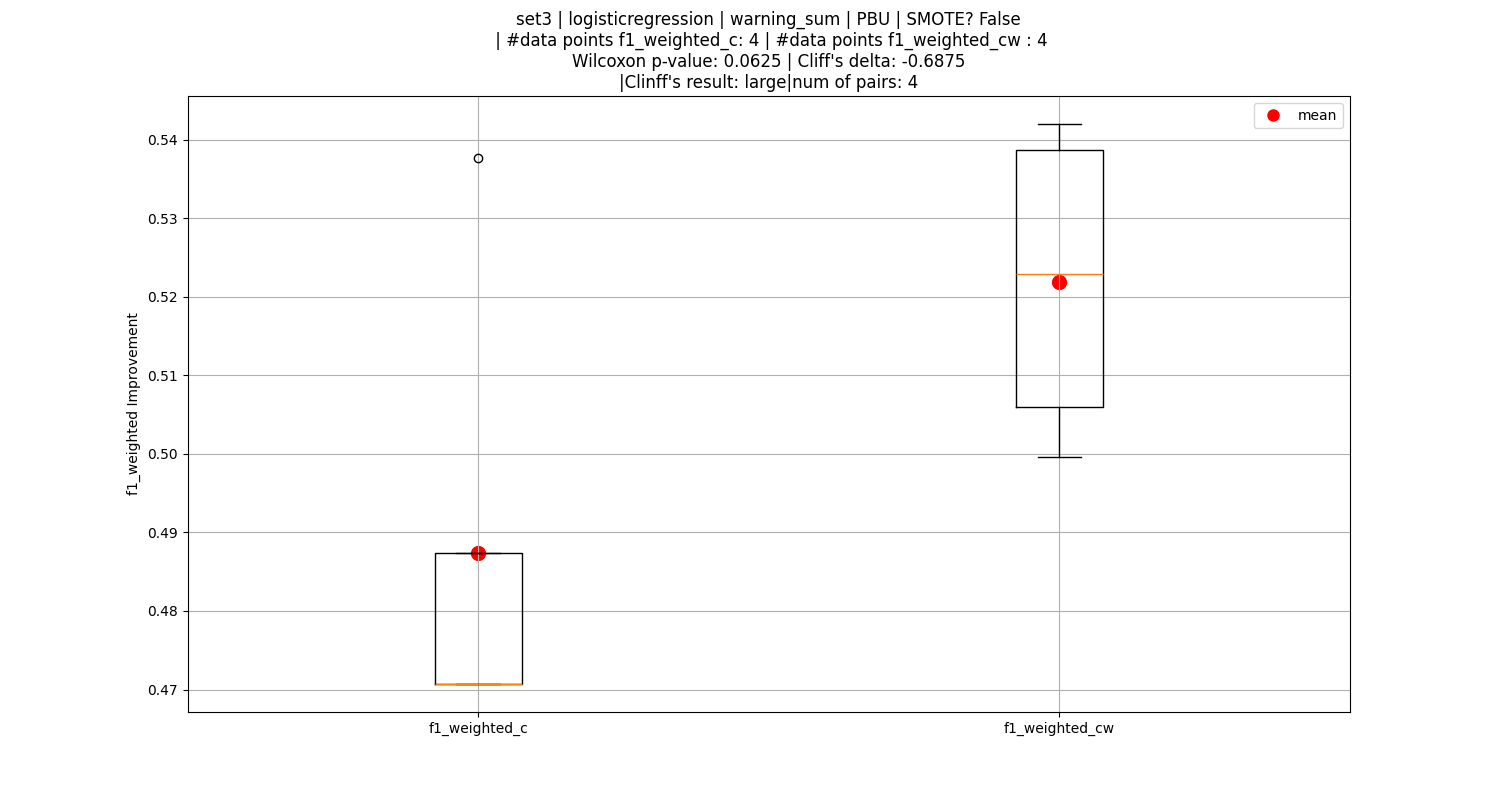 set3 | logisticregression | warning_sum | PBU | SMOTE? False
| #data points f1_weighted_c: 4 | #data points f1_weighted_cw : 4
Wilcoxon p-value: 0.0625 | Cliff's delta: -0.6875
|Clinff's result: large|num of pairs: 4
mean
f1_weighted Improvement
0.54
0.53
0.52
0.51
0.50
0.49
0.48
0.47
f1_weighted_c
f1_weighted_cw